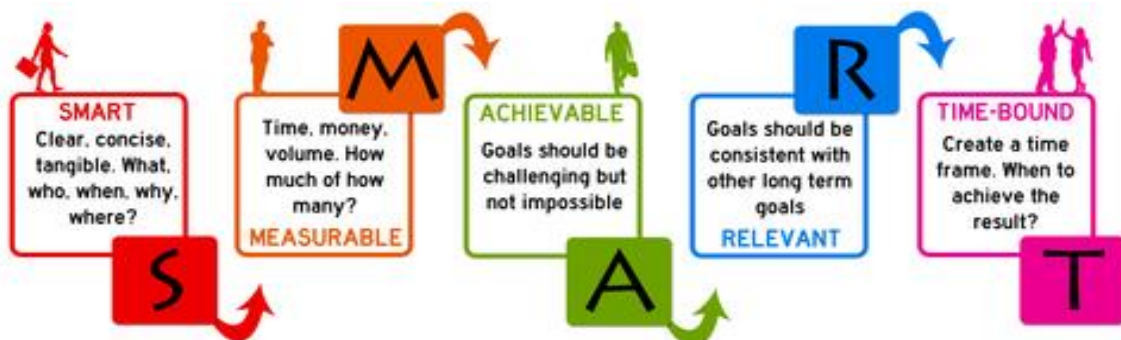 SMART
Clear, concise,
tangible. What,
who, when, why,
where?
S
M
Time, money,
volume. How
much of how
many?
MEASURABLE
ACHIEVABLE
Goals should be
challenging but
not impossible
A
R
Goals should be
consistent with
other long term
goals
RELEVANT
TIME-BOUND
Create a time
frame. When to
achieve the
result?
T